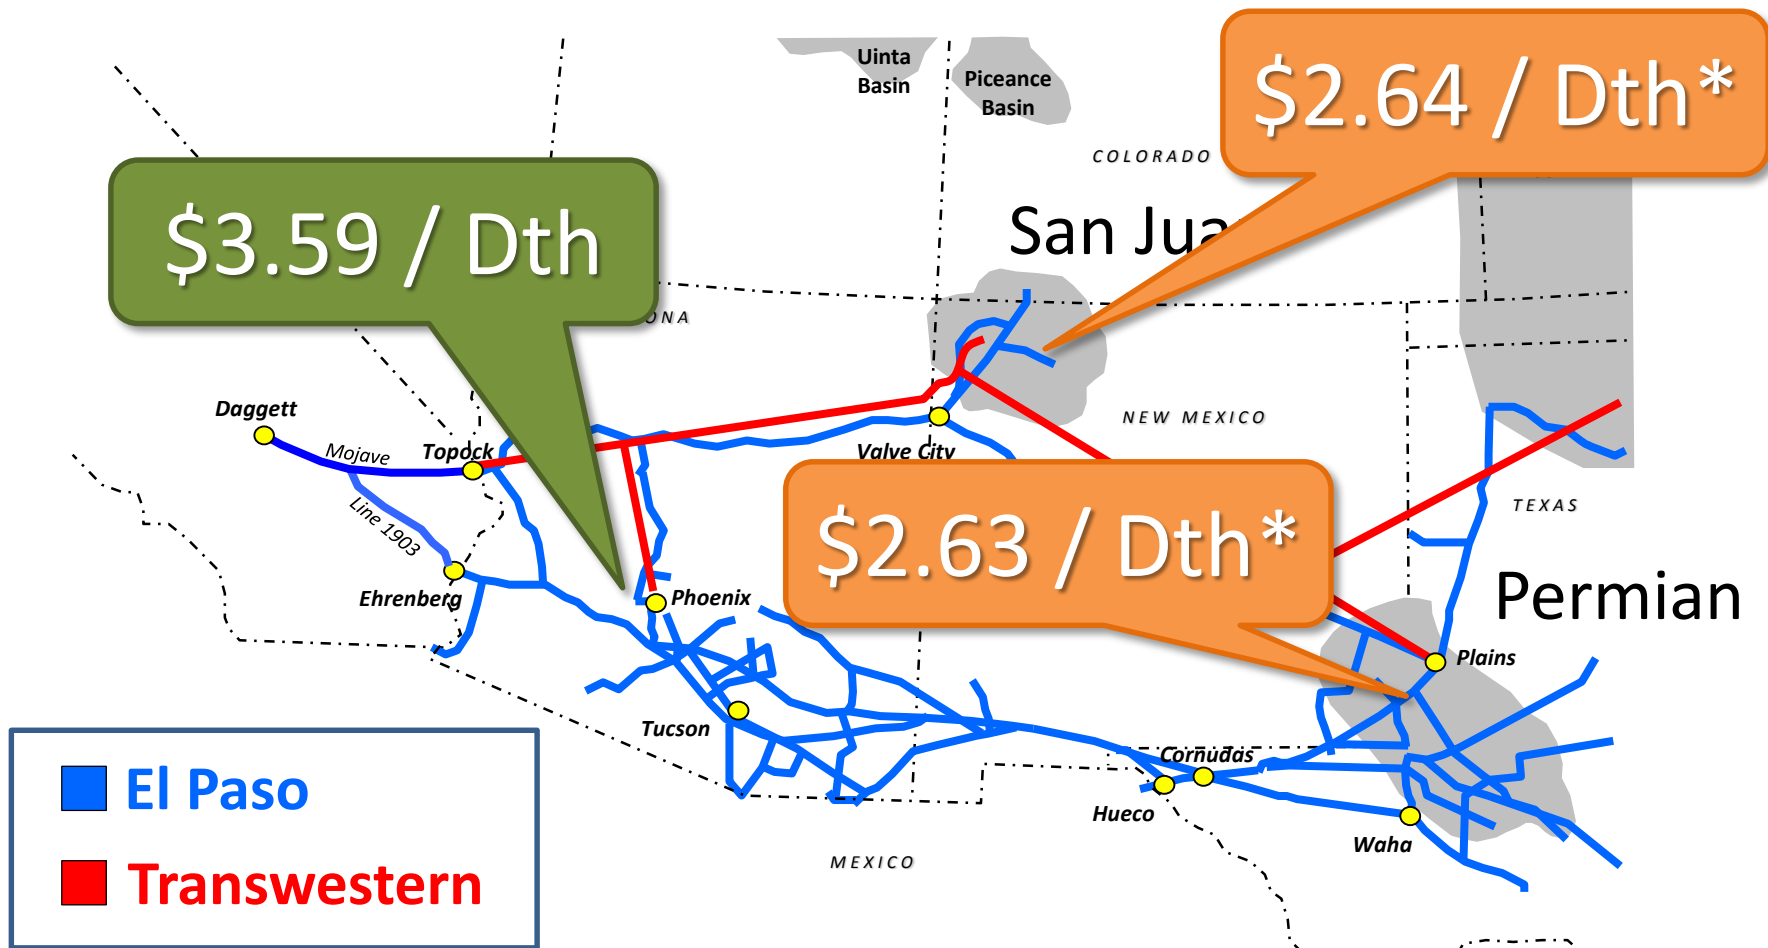 Uinta
Basin
Piceance
Basin
$2.64 / Dth*
COLORADO
$3.59 / Dth
San Jua
ONA
Daggett
Mojave
Topock
NEW MEXICO
Valve City
Line 1903
$2.63 / Dth*
TEXAS
Ehrenberg
Phoenix
Permian
Plains
Tucson
Cornudas
Hueco
Waha
MEXICO
El Paso
Transwestern